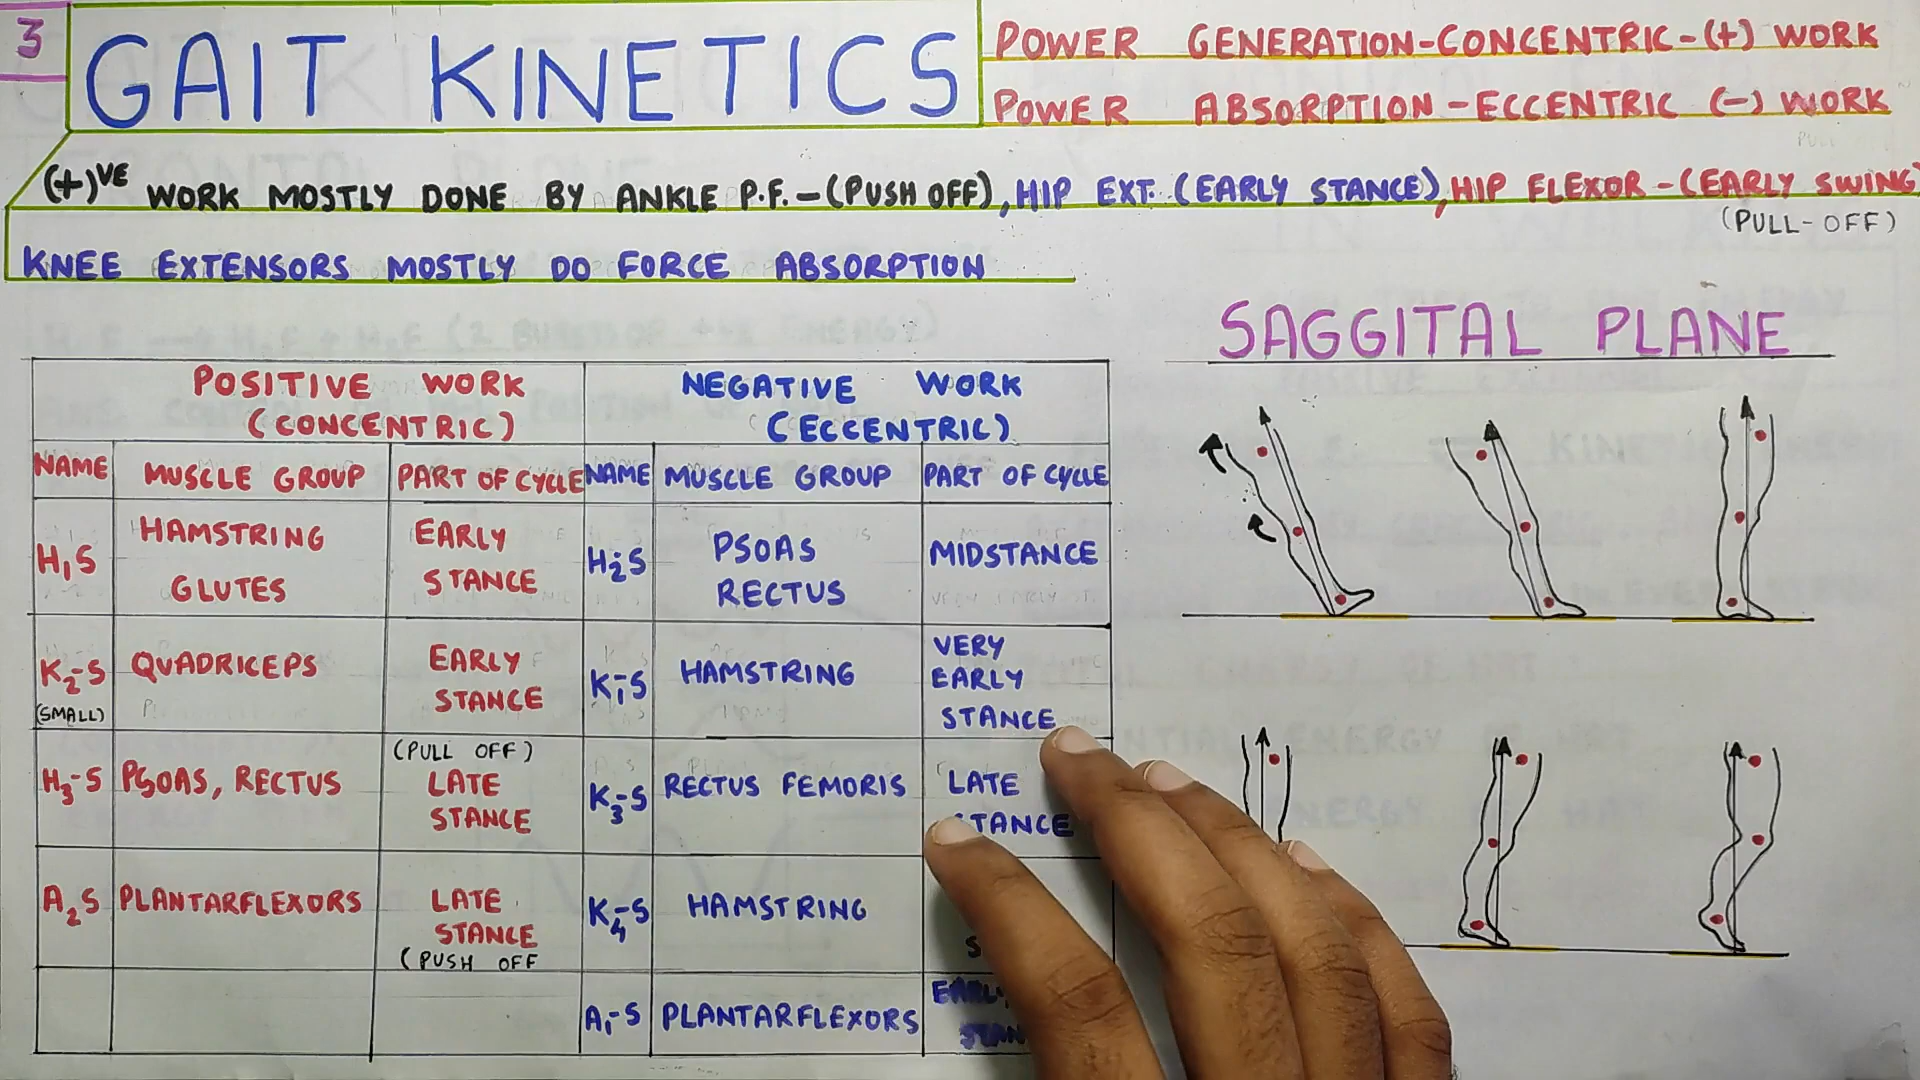 3
GAIT KINETICS
POWER GENERATION-CONCENTRIC-(+) WORK
POWER ABSORPTION-ECCENTRIC (-) WORK
(+)VE WORK MOSTLY DONE BY ANKLE P.F.-(PUSH OFF), HIP EXT. (EARLY STANCE), HIP FLEXOR-(EARLY SWING)
(PULL-OFF)
KNEE EXTENSORS MOSTLY DO FORCE ABSORPTION
SAGGITAL PLANE
POSITIVE WORK
(CONCENTRIC)
NEGATIVE WORK
(ECCENTRIC)
NAME MUSCLE GROUP PART OF CYCLE NAME MUSCLE GROUP PART OF CYCLE
H1S
HAMSTRING
GLUTES
EARLY
STANCE
H2S
PSOAS
RECTUS
MIDSTANCE
K2-S
(SMALL)
QUADRICEPS
EARLY
STANCE
K1-S
HAMSTRING
VERY
EARLY
STANCE
H3-S
PSOAS, RECTUS
(PULL OFF)
LATE
STANCE
K3-S
RECTUS FEMORIS
LATE
STANCE
A2S
PLANTARFLEXORS
LATE
STANCE
(PUSH OFF
K4-S
HAMSTRING
A1-S
PLANTARFLEXORS